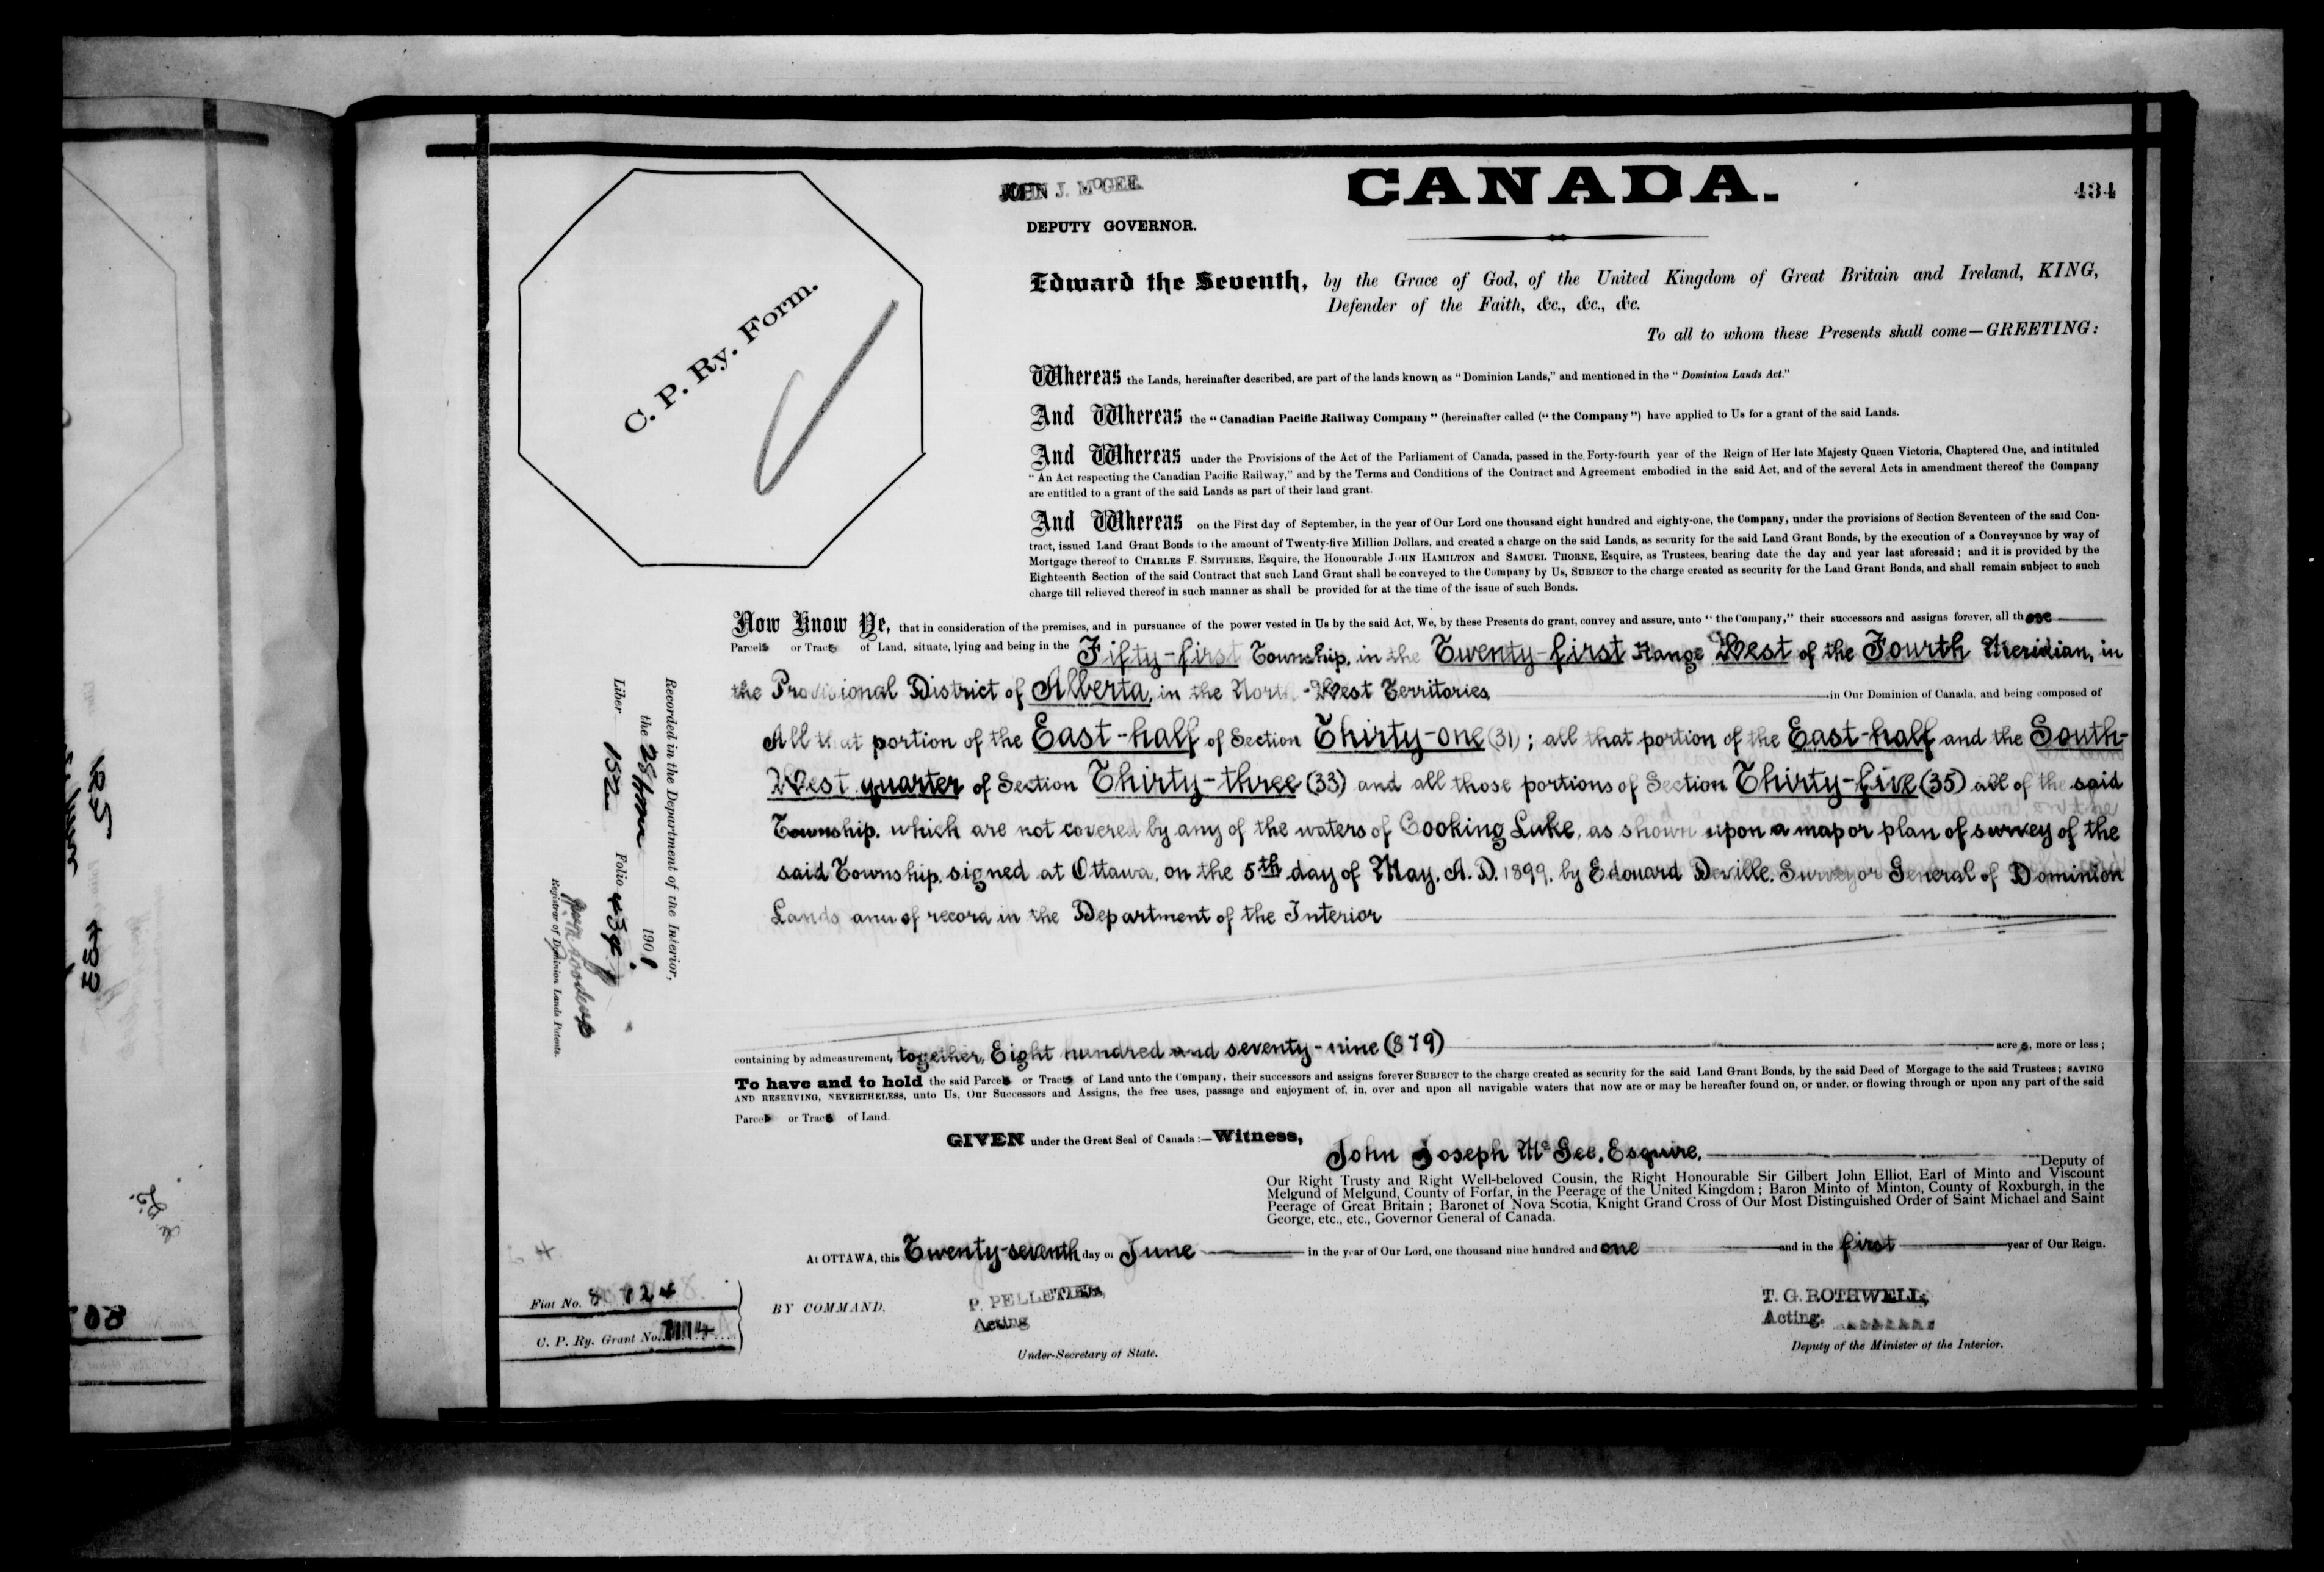 JOHN J. McGEE.
DEPUTY GOVERNOR.
CANADA.
434
C. P. Ry. Form.
Edward the Seventh, by the Grace of God, of the United Kingdom of Great Britain and Ireland, KING,
Defender of the Faith, &c., &c., &c.
To all to whom these Presents shall come—GREETING:
Whereas the Lands, hereinafter described, are part of the lands known as "Dominion Lands," and mentioned in the "Dominion Lands Act."
And Whereas the "Canadian Pacific Railway Company" (hereinafter called ("the Company") have applied to Us for a grant of the said Lands.
And Whereas under the Provisions of the Act of the Parliament of Canada, passed in the Forty-fourth year of the Reign of Her late Majesty Queen Victoria, Chaptered One, and intituled
"An Act respecting the Canadian Pacific Railway," and by the Terms and Conditions of the Contract and Agreement embodied in the said Act, and of the several Acts in amendment thereof the Company
are entitled to a grant of the said Lands as part of their land grant.
And Whereas on the First day of September, in the year of Our Lord one thousand eight hundred and eighty-one, the Company, under the provisions of Section Seventeen of the said Con-
tract, issued Land Grant Bonds to the amount of Twenty-five Million Dollars, and created a charge on the said Lands, as security for the said Land Grant Bonds, by the execution of a Conveyance by way of
Mortgage thereof to CHARLES F. SMITHERS, Esquire, the Honourable JOHN HAMILTON and SAMUEL THORNE, Esquire, as Trustees, bearing date the day and year last aforesaid; and it is provided by the
Eighteenth Section of the said Contract that such Land Grant shall be conveyed to the Company by Us, SUBJECT to the charge created as security for the Land Grant Bonds, and shall remain subject to such
charge till relieved thereof in such manner as shall be provided for at the time of the issue of such Bonds.
Now Know Ye, that in consideration of the premises, and in pursuance of the power vested in Us by the said Act, We, by these Presents do grant, convey and assure, unto "the Company," their successors and assigns forever, all those
Parcels or Tracts of Land, situate, lying and being in the Fifty-first Township, in the Twenty-first Range West of the Fourth Meridian, in
the Provisional District of Alberta, in the North-West Territories, in Our Dominion of Canada, and being composed of
All that portion of the East-half of Section Thirty-one (31); all that portion of the East-half and the South-
West quarter of Section Thirty-three (33) and all those portions of Section Thirty-five (35) all of the said
Township, which are not covered by any of the waters of Cooking Lake, as shown upon a map or plan of survey of the
said Township, signed at Ottawa, on the 5th day of May, A. D. 1899, by Edouard Deville, Surveyor General of Dominion
Lands and of record in the Department of the Interior
containing by admeasurement, together, Eight hundred and seventy-nine (879) acres, more or less;
To have and to hold the said Parcels or Tracts of Land unto the Company, their successors and assigns forever SUBJECT to the charge created as security for the said Land Grant Bonds, by the said Deed of Morgage to the said Trustees; SAVING
AND RESERVING, NEVERTHELESS, unto Us, Our Successors and Assigns, the free uses, passage and enjoyment of, in, over and upon all navigable waters that now are or may be hereafter found on, or under, or flowing through or upon any part of the said
Parcels or Tracts of Land.
GIVEN under the Great Seal of Canada:—Witness,
John Joseph McGee, Esquire, Deputy of
Our Right Trusty and Right Well-beloved Cousin, the Right Honourable Sir Gilbert John Elliot, Earl of Minto and Viscount
Melgund of Melgund, County of Forfar, in the Peerage of the United Kingdom; Baron Minto of Minton, County of Roxburgh, in the
Peerage of Great Britain; Baronet of Nova Scotia, Knight Grand Cross of Our Most Distinguished Order of Saint Michael and Saint
George, etc., etc., Governor General of Canada.
At OTTAWA, this Twenty-seventh day of June in the year of Our Lord, one thousand nine hundred and one and in the first year of Our Reign.
BY COMMAND,
P. PELLETIER,
Acting
Under-Secretary of State.
T. G. ROTHWELL,
Acting.
Deputy of the Minister of the Interior.
Recorded in the Department of the Interior,
the 28 June 1901
Liber 152 Folio 434
Registrar of Dominion Lands Patents.
Fiat No.
C. P. Ry. Grant No.
125
433